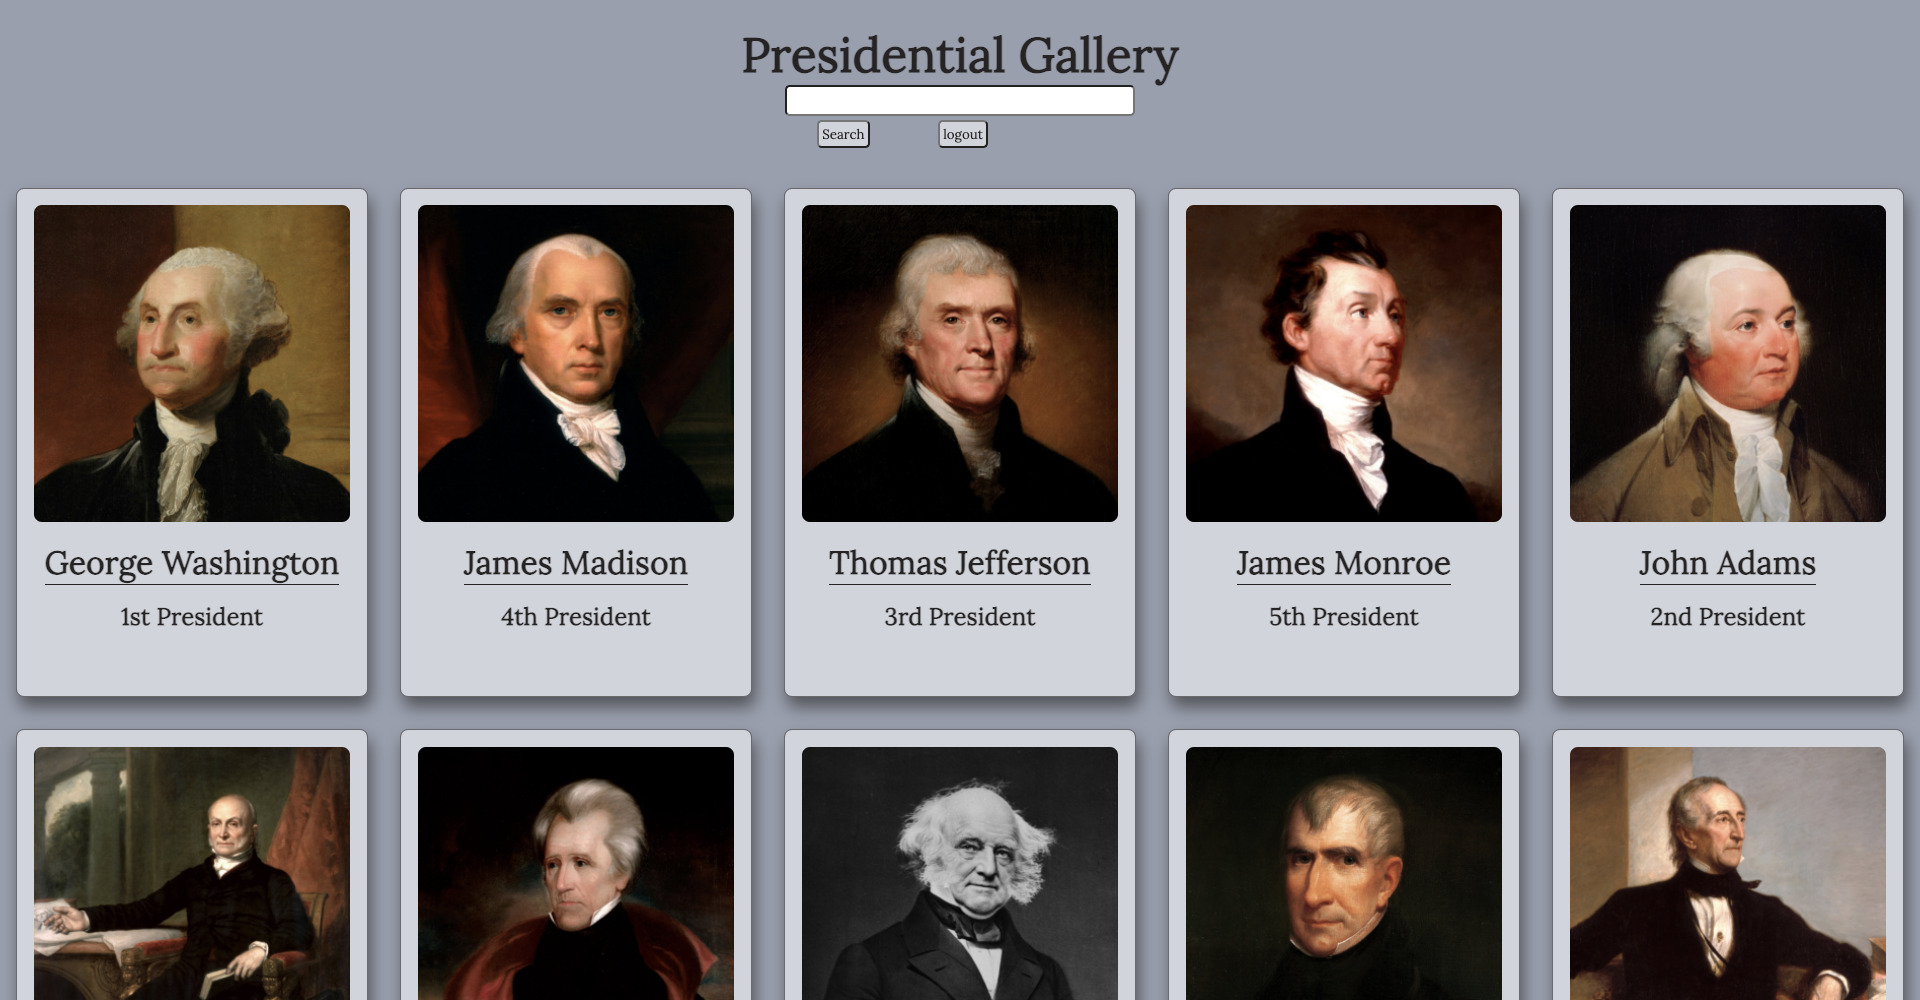 Presidential Gallery
Search
logout
George Washington
1st President
James Madison
4th President
Thomas Jefferson
3rd President
James Monroe
5th President
John Adams
2nd President